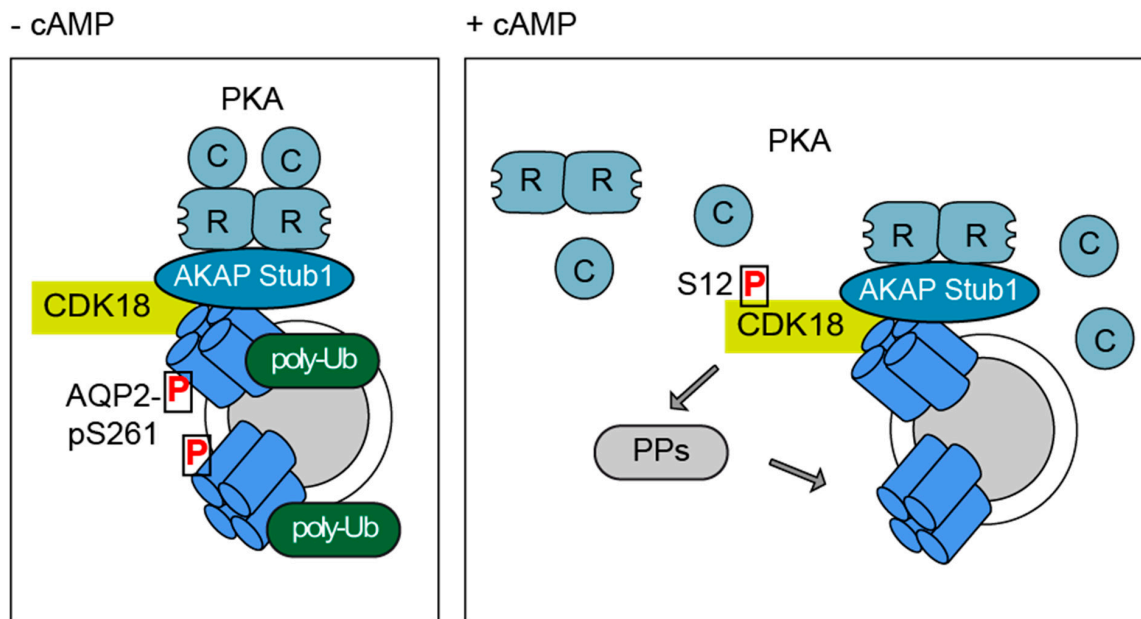 - cAMP
PKA
C C
R R
AKAP Stub1
CDK18
poly-Ub
P
AQP2-
pS261
P
poly-Ub
+ cAMP
PKA
R R
C
R R
C
C
S12 P
AKAP Stub1
CDK18
C
PPs